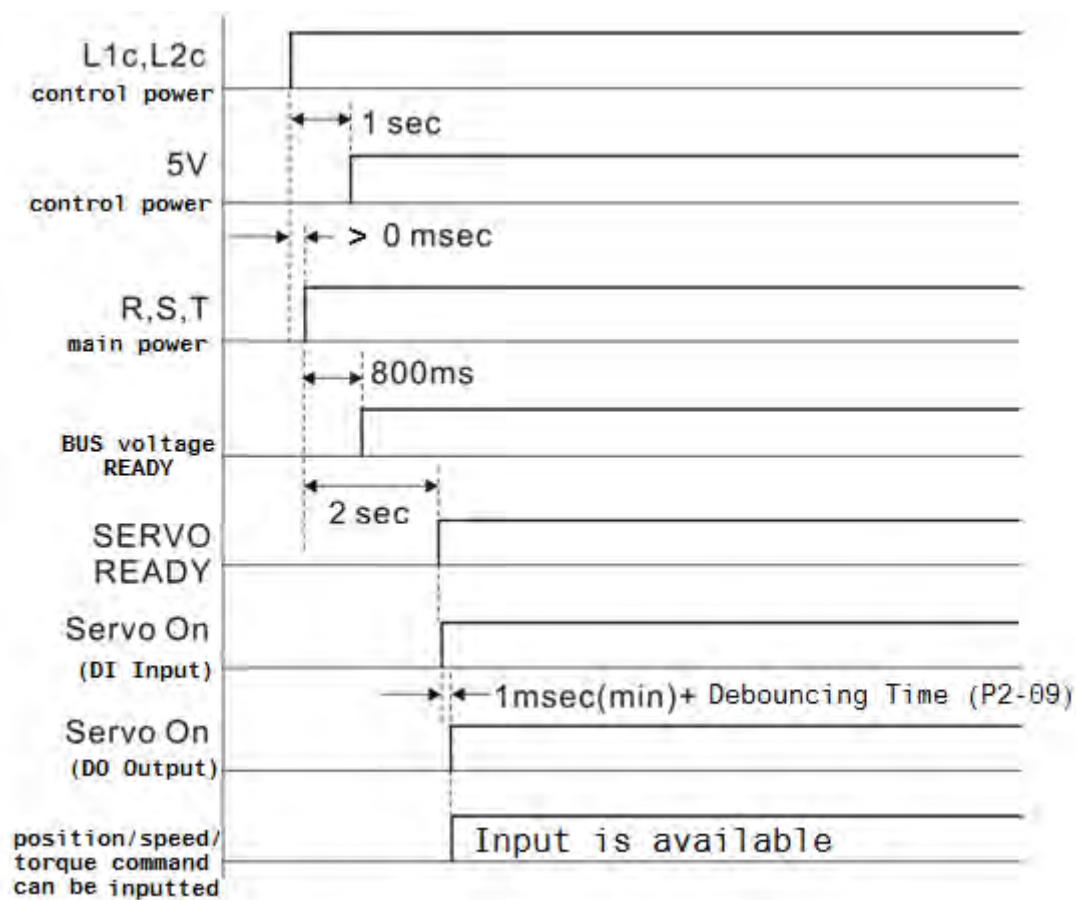 L1c,L2c
control power
1 sec
5V
control power
> 0 msec
R,S,T
main power
800ms
BUS voltage
READY
2 sec
SERVO
READY
Servo On
(DI Input)
1msec(min)+ Debouncing Time (P2-09)
Servo On
(DO Output)
Input is available
position/speed/
torque command
can be inputted